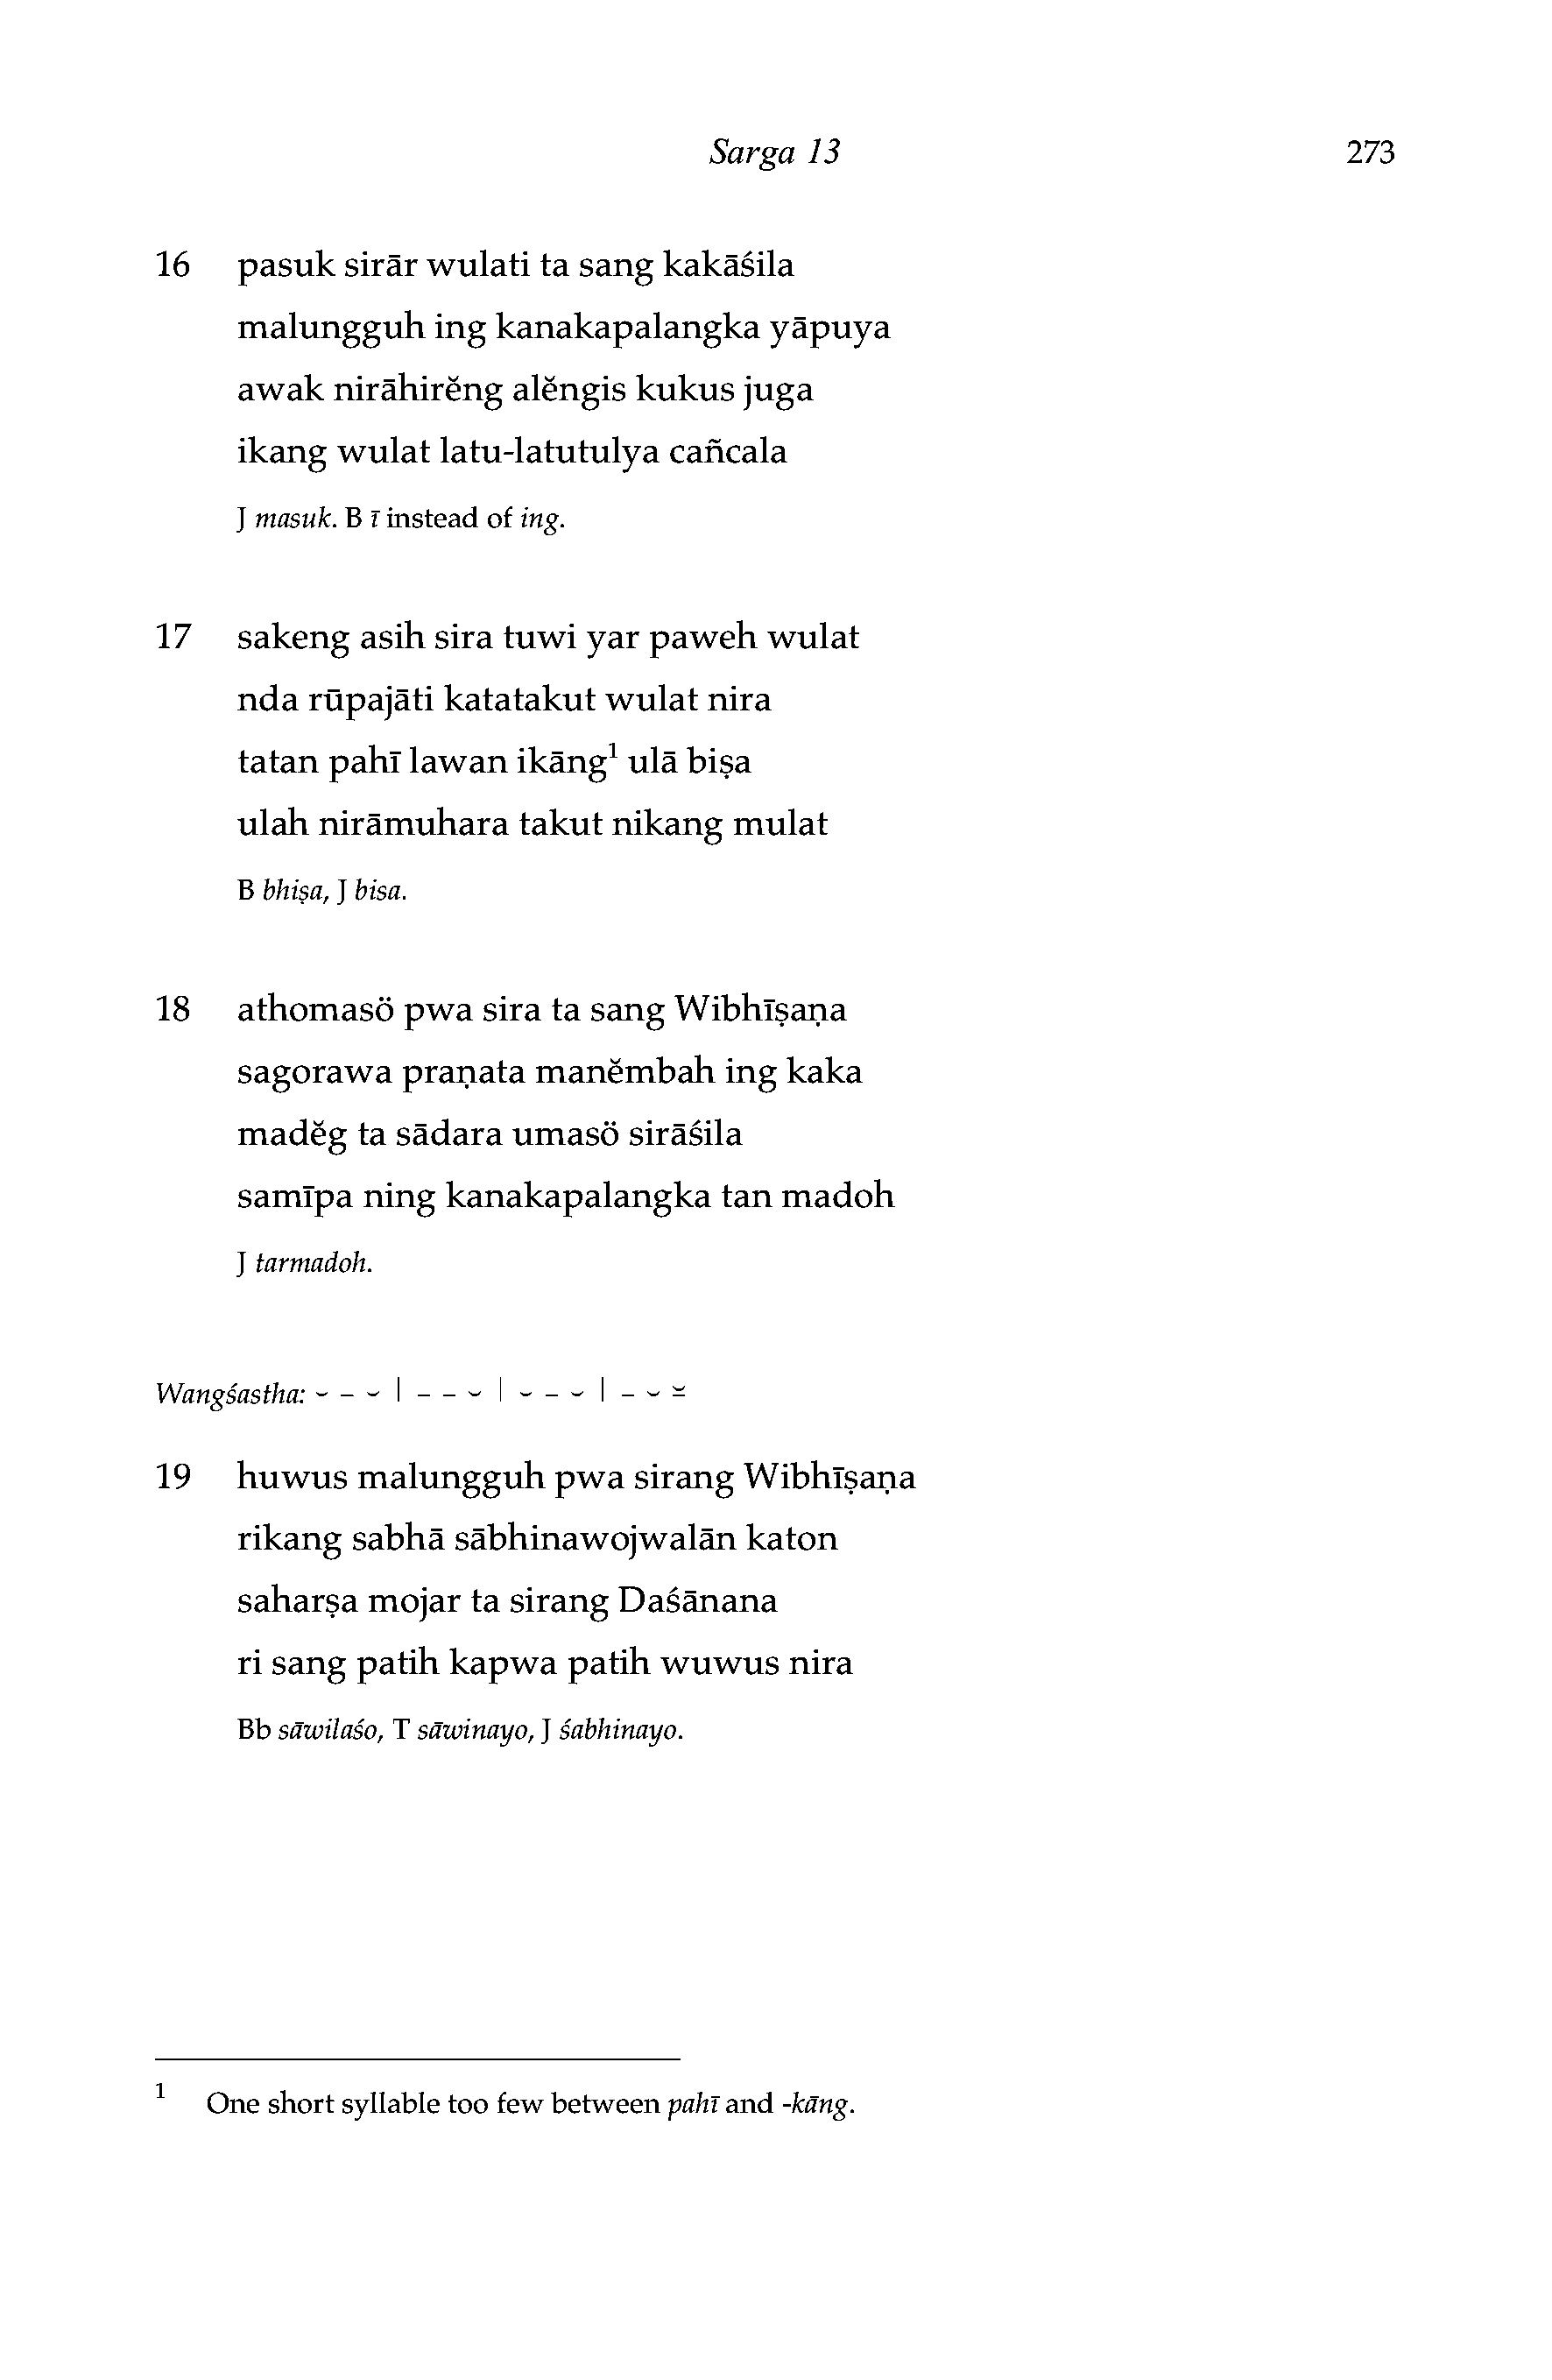 Sarga 13 273
16 pasuk sirār wulati ta sang kakāśila
malungguh ing kanakapalangka yāpuya
awak nirāhirĕng alĕngis kukus juga
ikang wulat latu-latutulya cañcala
J masuk. B ī instead of ing.
17 sakeng asih sira tuwi yar paweh wulat
nda rūpajāti katatakut wulat nira
tatan pahī lawan ikāng¹ ulā biṣa
ulah nirāmuhara takut nikang mulat
B bhiṣa, J bisa.
18 athomasö pwa sira ta sang Wibhīṣaṇa
sagorawa praṇata manĕmbah ing kaka
madĕg ta sādara umasö sirāśila
samīpa ning kanakapalangka tan madoh
J tarmadoh.
Wangśastha: ⏑ – ⏑ | – – ⏑ | ⏑ – ⏑ | – ⏑ ⏓
19 huwus malungguh pwa sirang Wibhīṣaṇa
rikang sabhā sābhinawojwalān katon
saharṣa mojar ta sirang Daśānana
ri sang patih kapwa patih wuwus nira
Bb sāwilaśo, T sāwinayo, J śabhinayo.
1 One short syllable too few between pahī and -kāng.